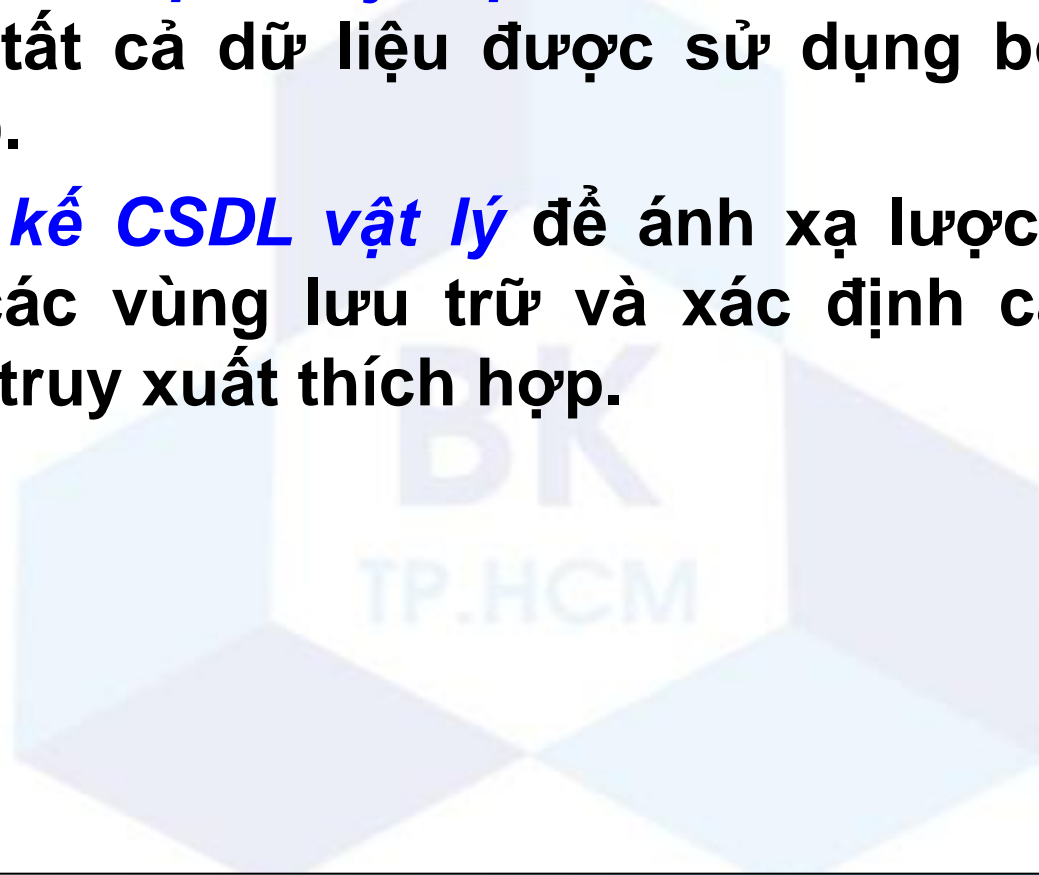 tất cả dữ liệu được sử dụng
kế CSDL vật lý để ánh xạ lược
các vùng lưu trữ và xác định
truy xuất thích hợp.
BK
TP.HCM